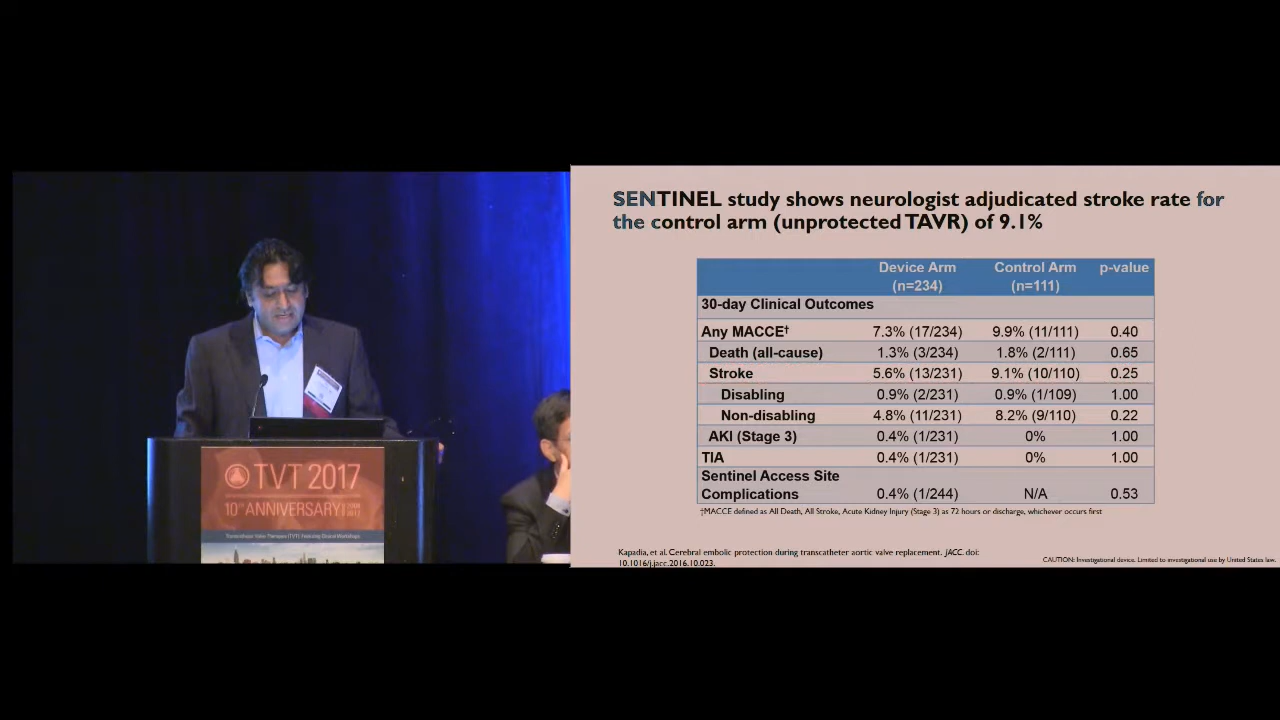 SENTINEL study shows neurologist adjudicated stroke rate for
the control arm (unprotected TAVR) of 9.1%
Device Arm Control Arm p-value
(n=234) (n=111)
30-day Clinical Outcomes
Any MACCE† 7.3% (17/234) 9.9% (11/111) 0.40
Death (all-cause) 1.3% (3/234) 1.8% (2/111) 0.65
Stroke 5.6% (13/231) 9.1% (10/110) 0.25
Disabling 0.9% (2/231) 0.9% (1/109) 1.00
Non-disabling 4.8% (11/231) 8.2% (9/110) 0.22
AKI (Stage 3) 0.4% (1/231) 0% 1.00
TIA 0.4% (1/231) 0% 1.00
Sentinel Access Site
Complications 0.4% (1/244) N/A 0.53
†MACCE defined as All Death, All Stroke, Acute Kidney Injury (Stage 3) as 72 hours or discharge, whichever occurs first
Kapadia, et al. Cerebral embolic protection during transcatheter aortic valve replacement. JACC. doi:
10.1016/j.jacc.2016.10.023.
CAUTION: Investigational device. Limited to investigational use by United States law.
TVT 2017
10TH ANNIVERSARY